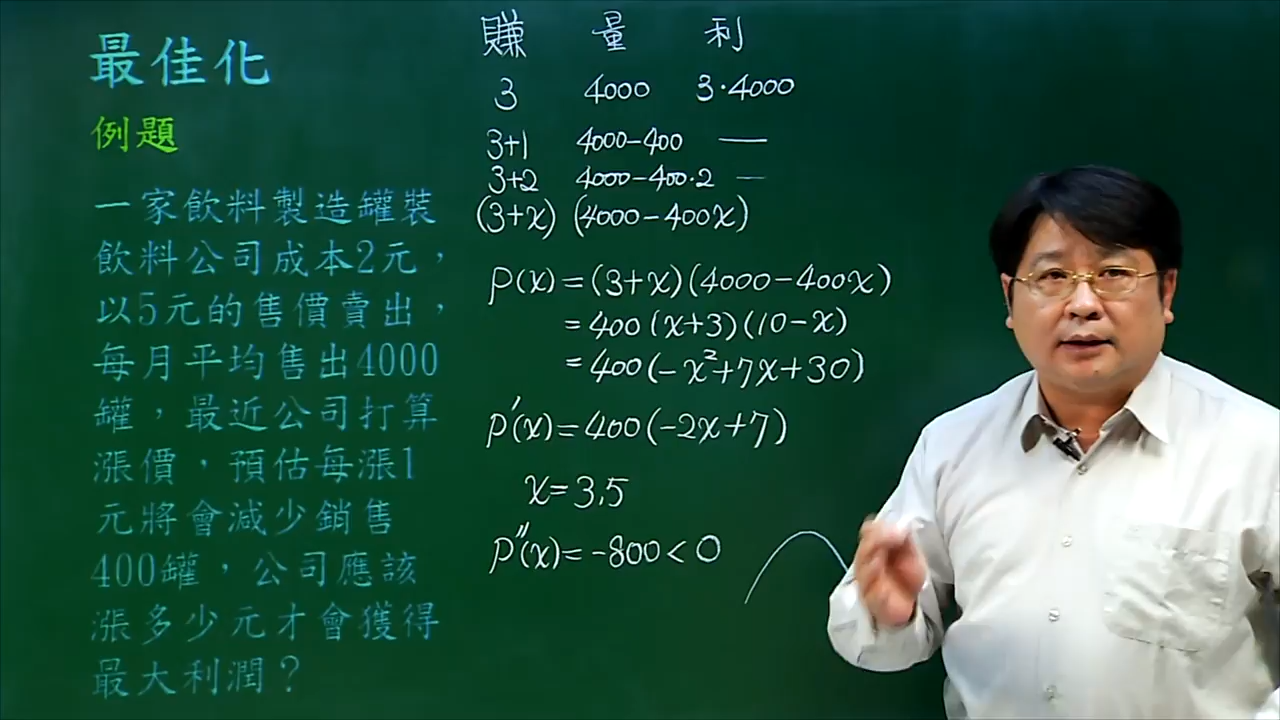 最佳化
例題
一家飲料製造罐裝
飲料公司成本2元，
以5元的售價賣出，
每月平均售出4000
罐，最近公司打算
漲價，預估每漲1
元將會減少銷售
400罐，公司應該
漲多少元才會獲得
最大利潤？
賺 量 利
3 4000 3·4000
3+1 4000-400 —
3+2 4000-400·2 —
(3+x) (4000-400x)
P(x)=(3+x)(4000-400x)
=400(x+3)(10-x)
=400(-x²+7x+30)
P'(x)=400(-2x+7)
x=3.5
P''(x)=-800<0